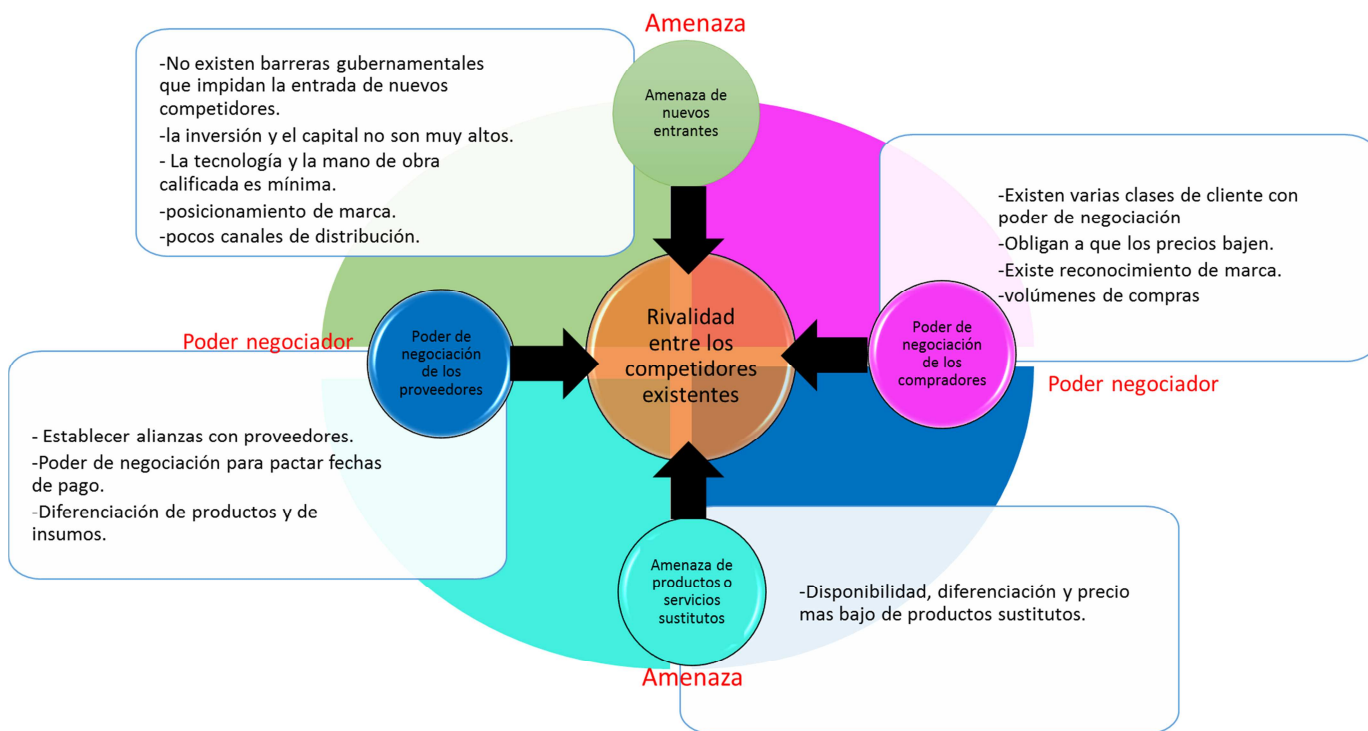 Amenaza
-No existen barreras gubernamentales
que impidan la entrada de nuevos
competidores.
-la inversión y el capital no son muy altos.
- La tecnología y la mano de obra
calificada es mínima.
-posicionamiento de marca.
-pocos canales de distribución.
Amenaza de
nuevos
entrantes
-Existen varias clases de cliente con
poder de negociación
-Obligan a que los precios bajen.
-Existe reconocimiento de marca.
-volúmenes de compras
Poder negociador
Poder de
negociación
de los
proveedores
Rivalidad
entre los
competidores
existentes
Poder de
negociación
de los
compradores
Poder negociador
- Establecer alianzas con proveedores.
-Poder de negociación para pactar fechas
de pago.
-Diferenciación de productos y de
insumos.
Amenaza de
productos o
servicios
sustitutos
-Disponibilidad, diferenciación y precio
mas bajo de productos sustitutos.
Amenaza